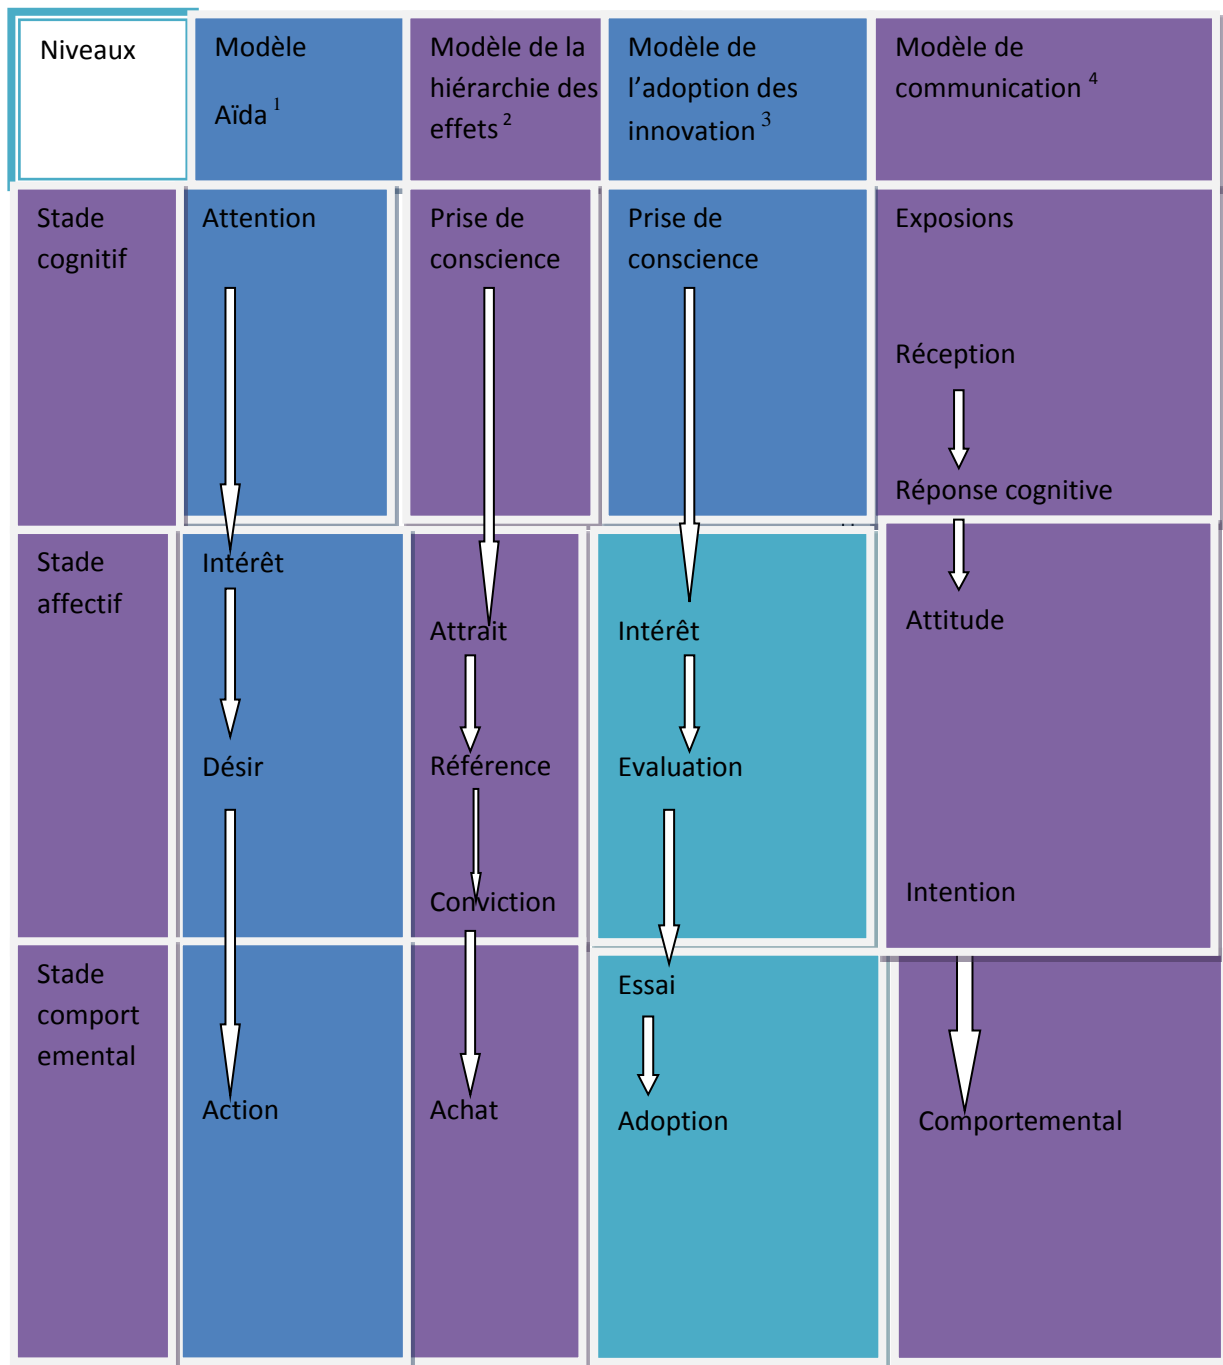 Niveaux
Modèle
Aïda ¹
Modèle de la
hiérarchie des
effets ²
Modèle de
l’adoption des
innovation ³
Modèle de
communication ⁴
Stade
cognitif
Attention
Prise de
conscience
Prise de
conscience
Exposions
Réception
Réponse cognitive
Stade
affectif
Intérêt
Désir
Attrait
Référence
Conviction
Intérêt
Evaluation
Attitude
Intention
Stade
comport
emental
Action
Achat
Essai
Adoption
Comportemental